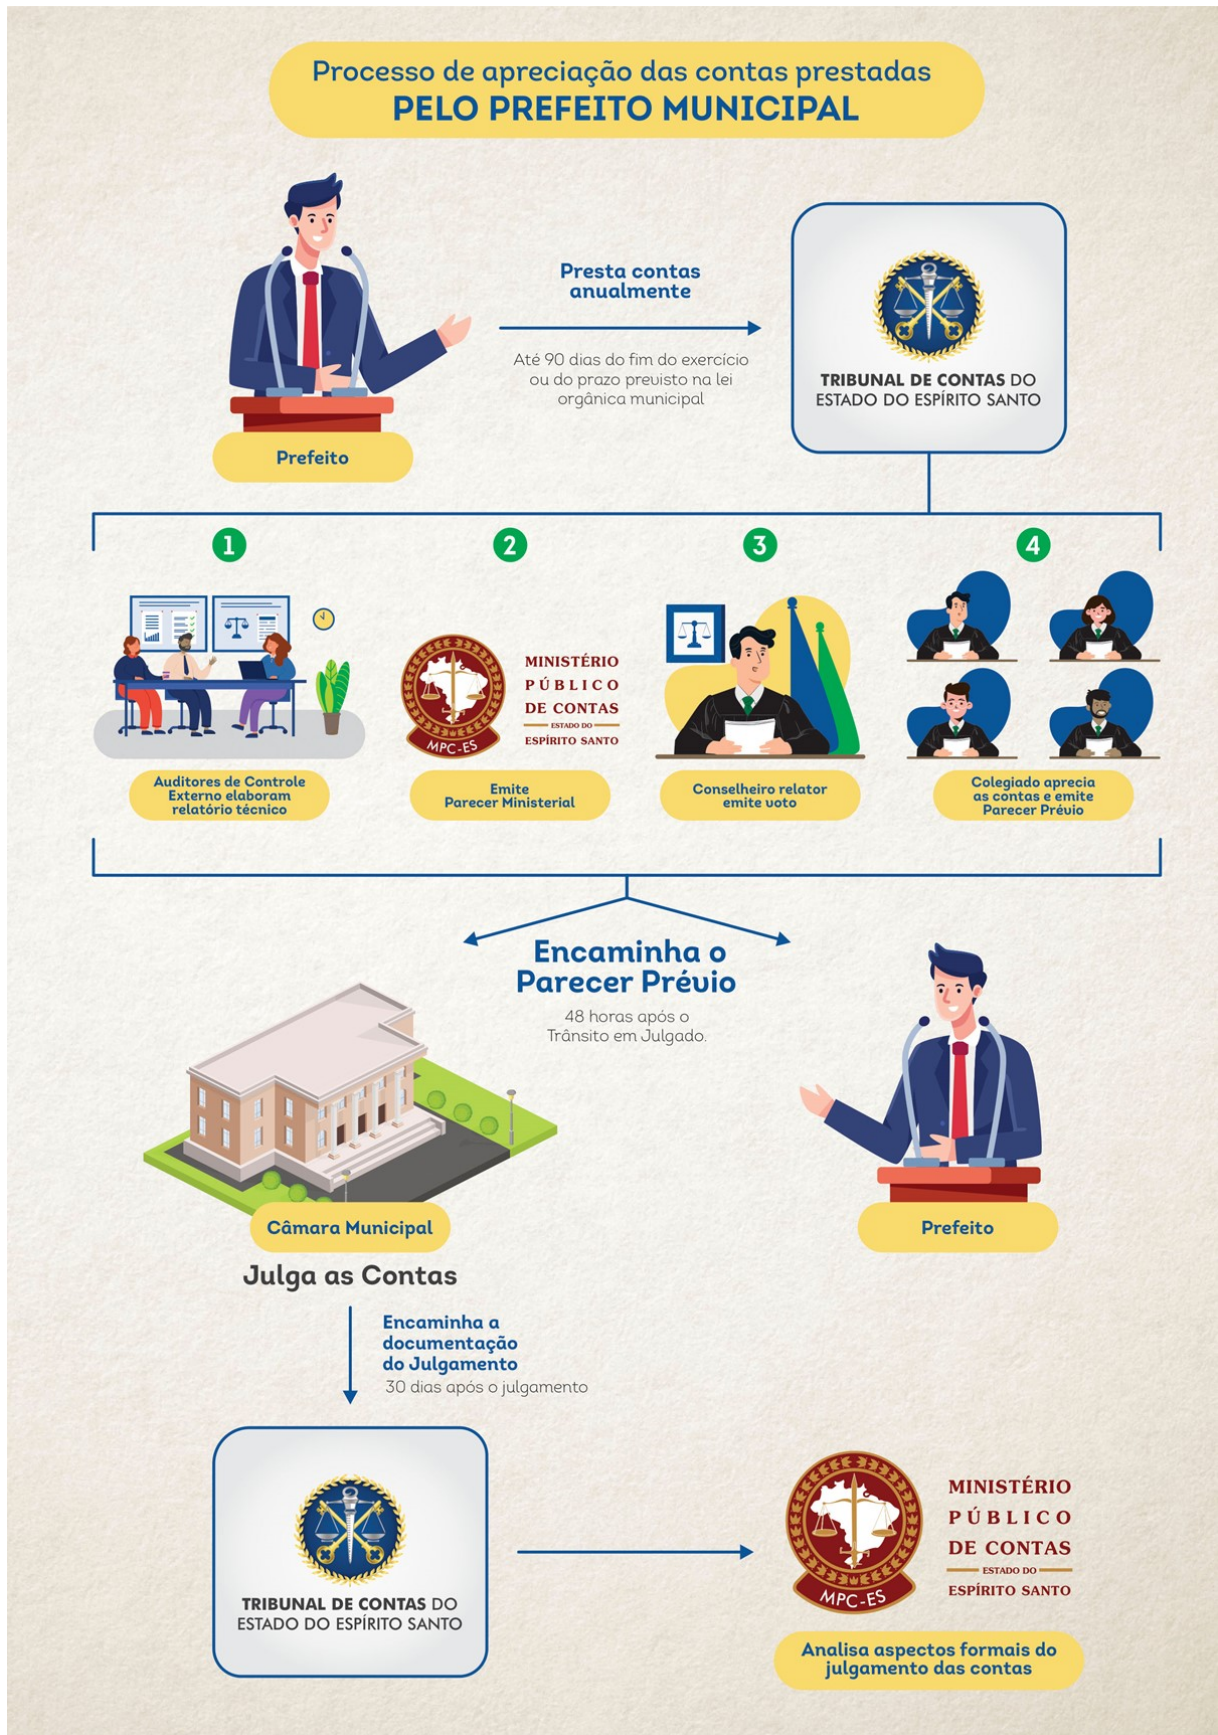 Processo de apreciação das contas prestadas
PELO PREFEITO MUNICIPAL
Presta contas
anualmente
Até 90 dias do fim do exercício
ou do prazo previsto na lei
orgânica municipal
TRIBUNAL DE CONTAS DO
ESTADO DO ESPÍRITO SANTO
Prefeito
1
2
3
4
MINISTÉRIO
PÚBLICO
DE CONTAS
ESTADO DO
ESPÍRITO SANTO
MPC-ES
Auditores de Controle
Externo elaboram
relatório técnico
Emite
Parecer Ministerial
Conselheiro relator
emite voto
Colegiado aprecia
as contas e emite
Parecer Prévio
Encaminha o
Parecer Prévio
48 horas após o
Trânsito em Julgado.
Câmara Municipal
Julga as Contas
Prefeito
Encaminha a
documentação
do Julgamento
30 dias após o julgamento
TRIBUNAL DE CONTAS DO
ESTADO DO ESPÍRITO SANTO
MINISTÉRIO
PÚBLICO
DE CONTAS
ESTADO DO
ESPÍRITO SANTO
MPC-ES
Analisa aspectos formais do
julgamento das contas